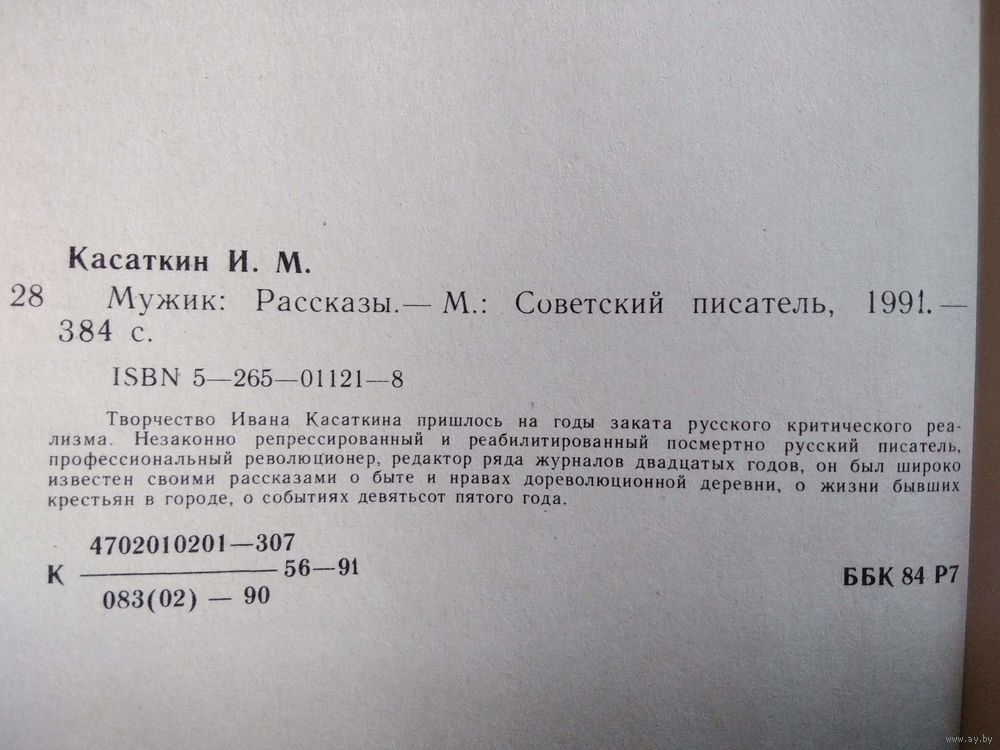 Касаткин И. М.
28 Мужик: Рассказы.— М.: Советский писатель, 1991.—
384 с.
ISBN 5—265—01121—8
Творчество Ивана Касаткина пришлось на годы заката русского критического реа-
лизма. Незаконно репрессированный и реабилитированный посмертно русский писатель,
профессиональный революционер, редактор ряда журналов двадцатых годов, он был широко
известен своими рассказами о быте и нравах дореволюционной деревни, о жизни бывших
крестьян в городе, о событиях девятьсот пятого года.
4702010201—307
К 56—91
083(02) — 90
ББК 84 Р7
www.ay.by